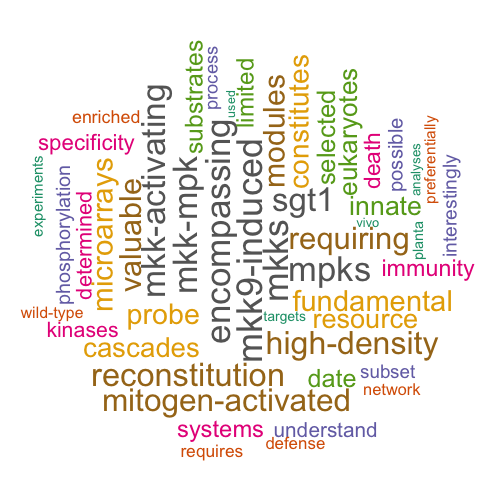 substrates
process
used
limited
modules
constitutes
selected
eukaryotes
death
possible
analyses
preferentially
interestingly
enriched
specificity
experiments
phosphorylation
determined
microarrays
valuable
mkk-activating
mkk-mpk
encompassing
mkk9-induced
mkks
sgt1
innate
vivo
planta
requiring
mpks
immunity
wild-type
kinases
probe
targets
fundamental
resource
cascades
high-density
reconstitution
date
subset
network
mitogen-activated
systems
understand
requires
defense